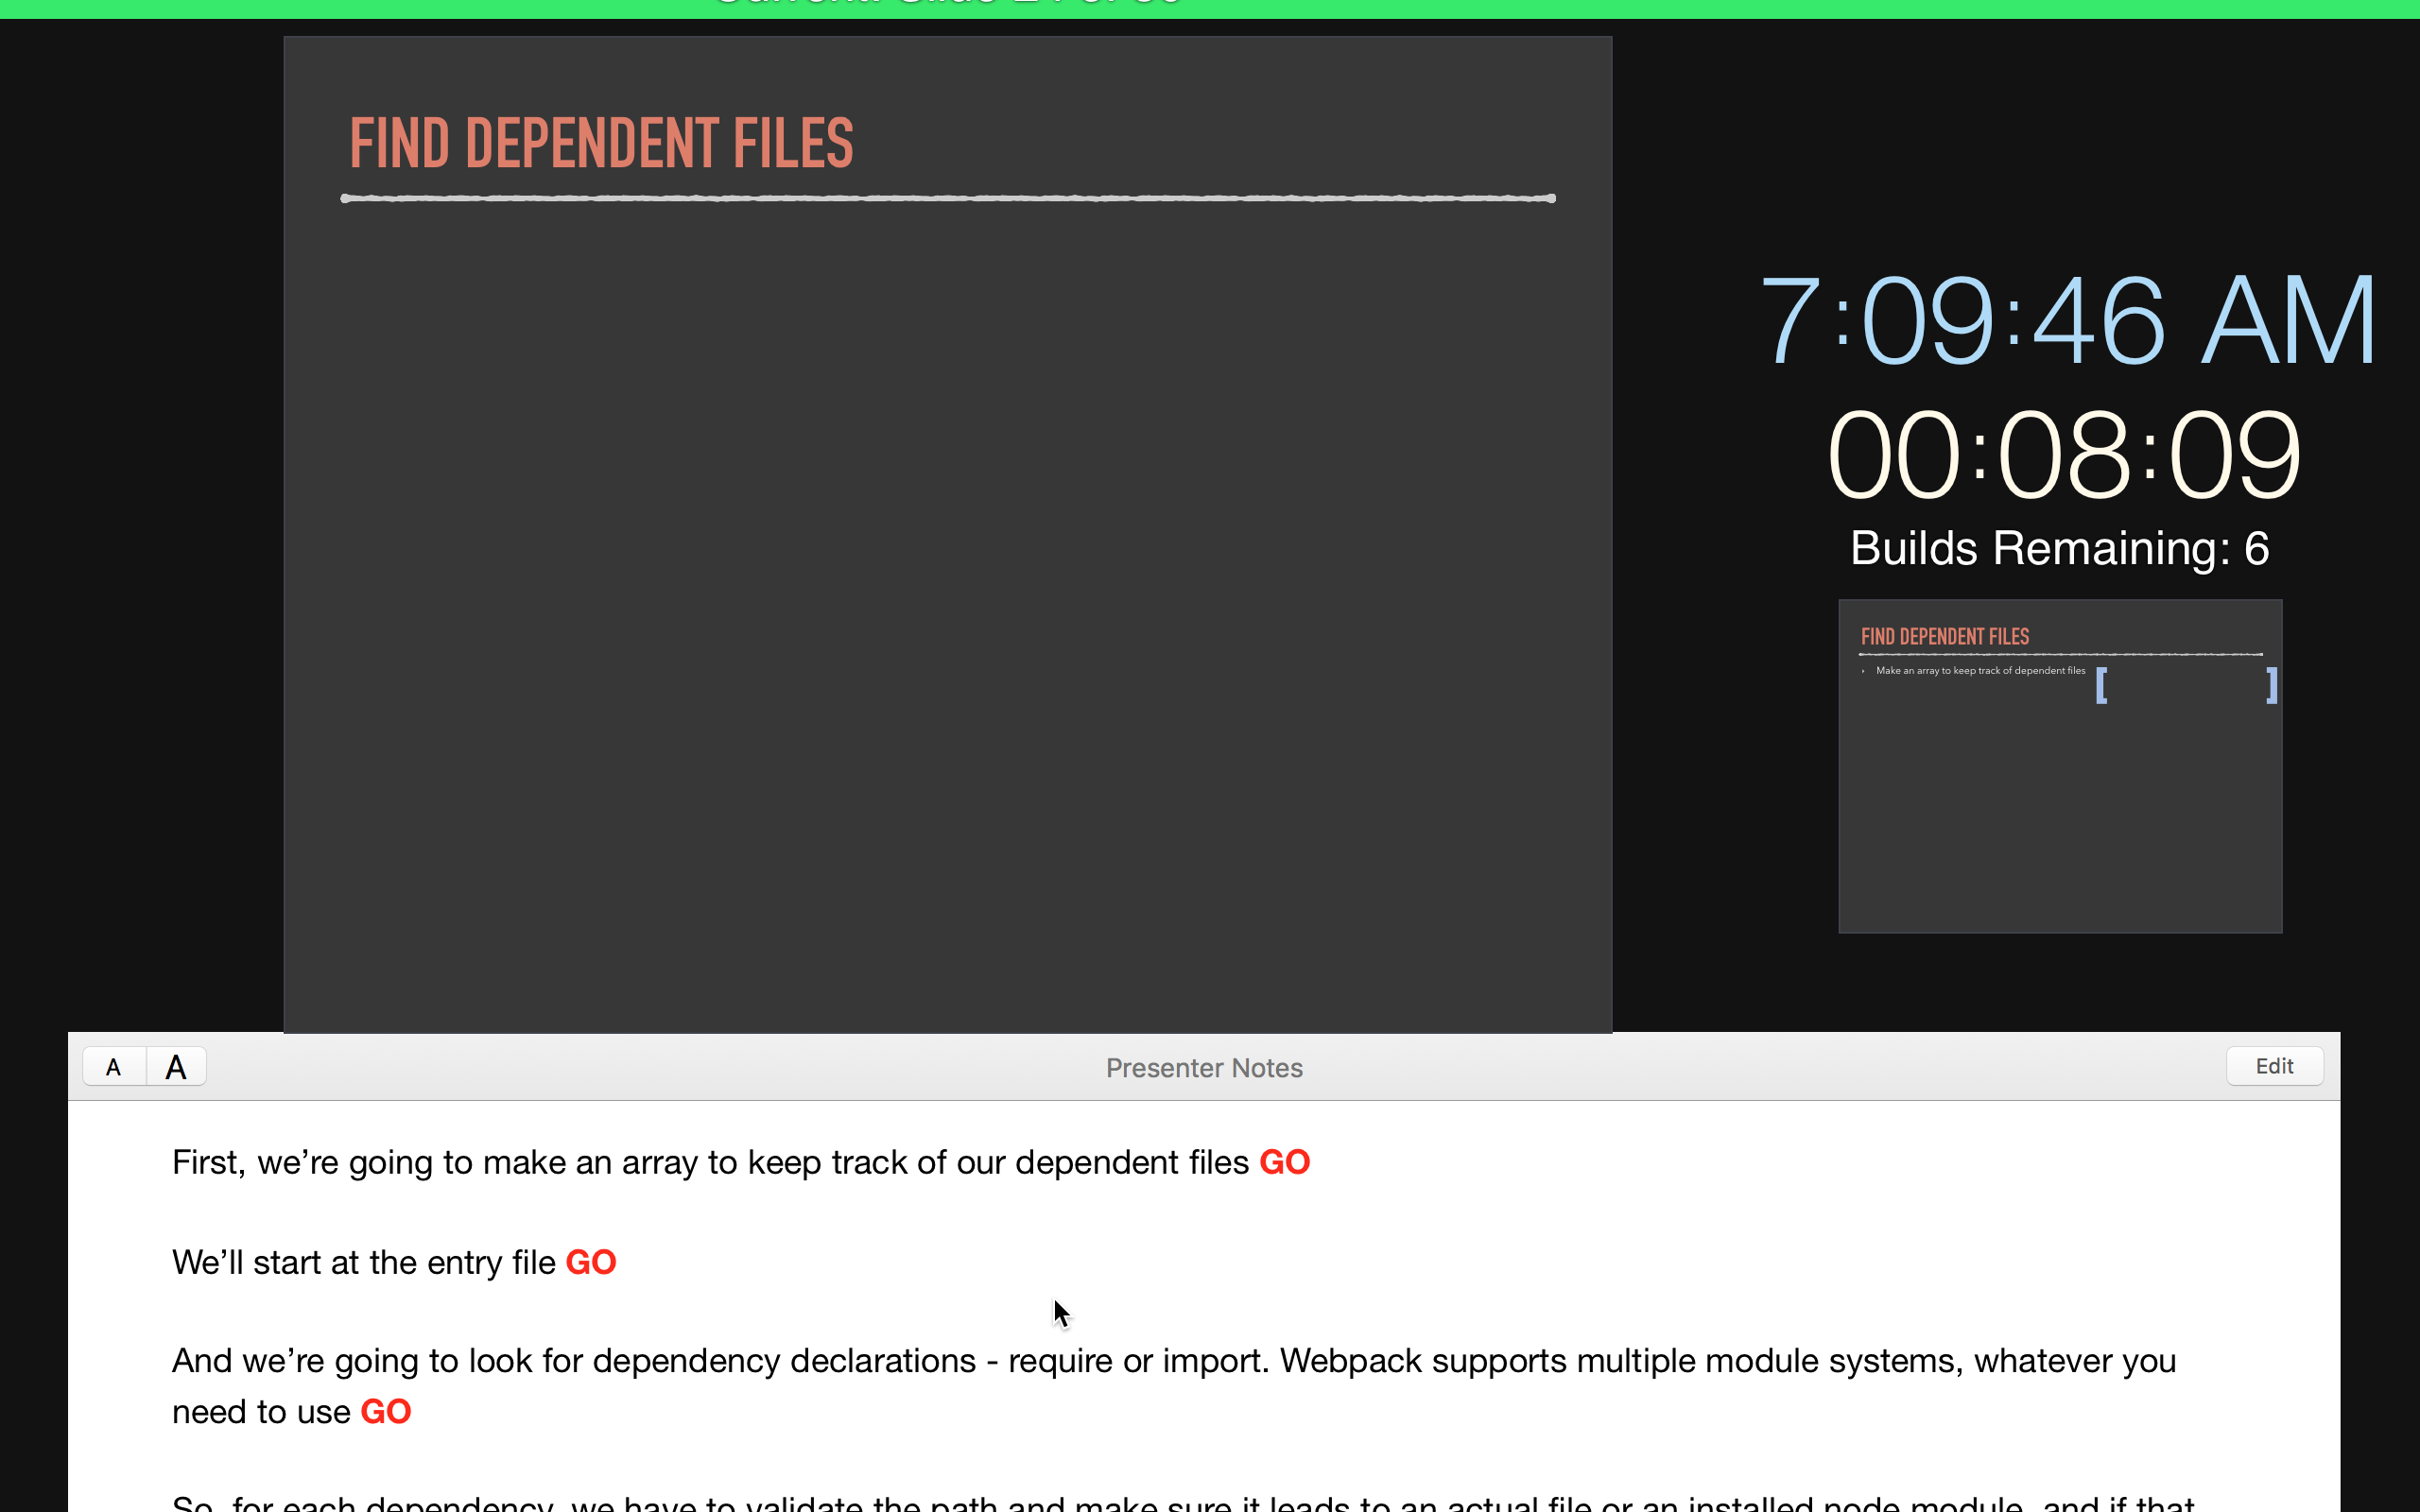 FIND DEPENDENT FILES
7:09:46 AM
00:08:09
Builds Remaining: 6
FIND DEPENDENT FILES
Make an array to keep track of dependent files [ ]
A A Presenter Notes Edit
First, we’re going to make an array to keep track of our dependent files GO
We’ll start at the entry file GO
And we’re going to look for dependency declarations - require or import. Webpack supports multiple module systems, whatever you
need to use GO
So, for each dependency, we have to validate the path and make sure it leads to an actual file or an installed node module, and if that